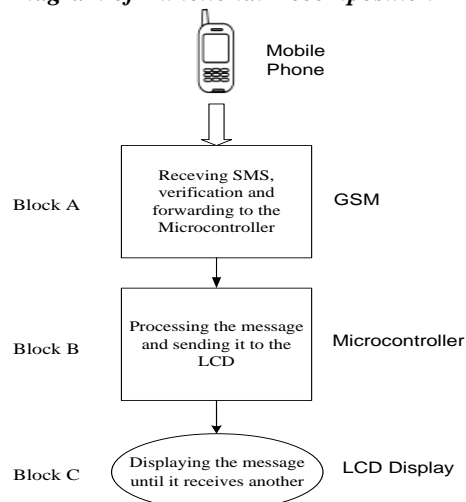 Mobile
Phone
Block A
Receving SMS,
verification and
forwarding to the
Microcontroller
GSM
Block B
Processing the message
and sending it to the
LCD
Microcontroller
Block C
Displaying the message
until it receives another
LCD Display